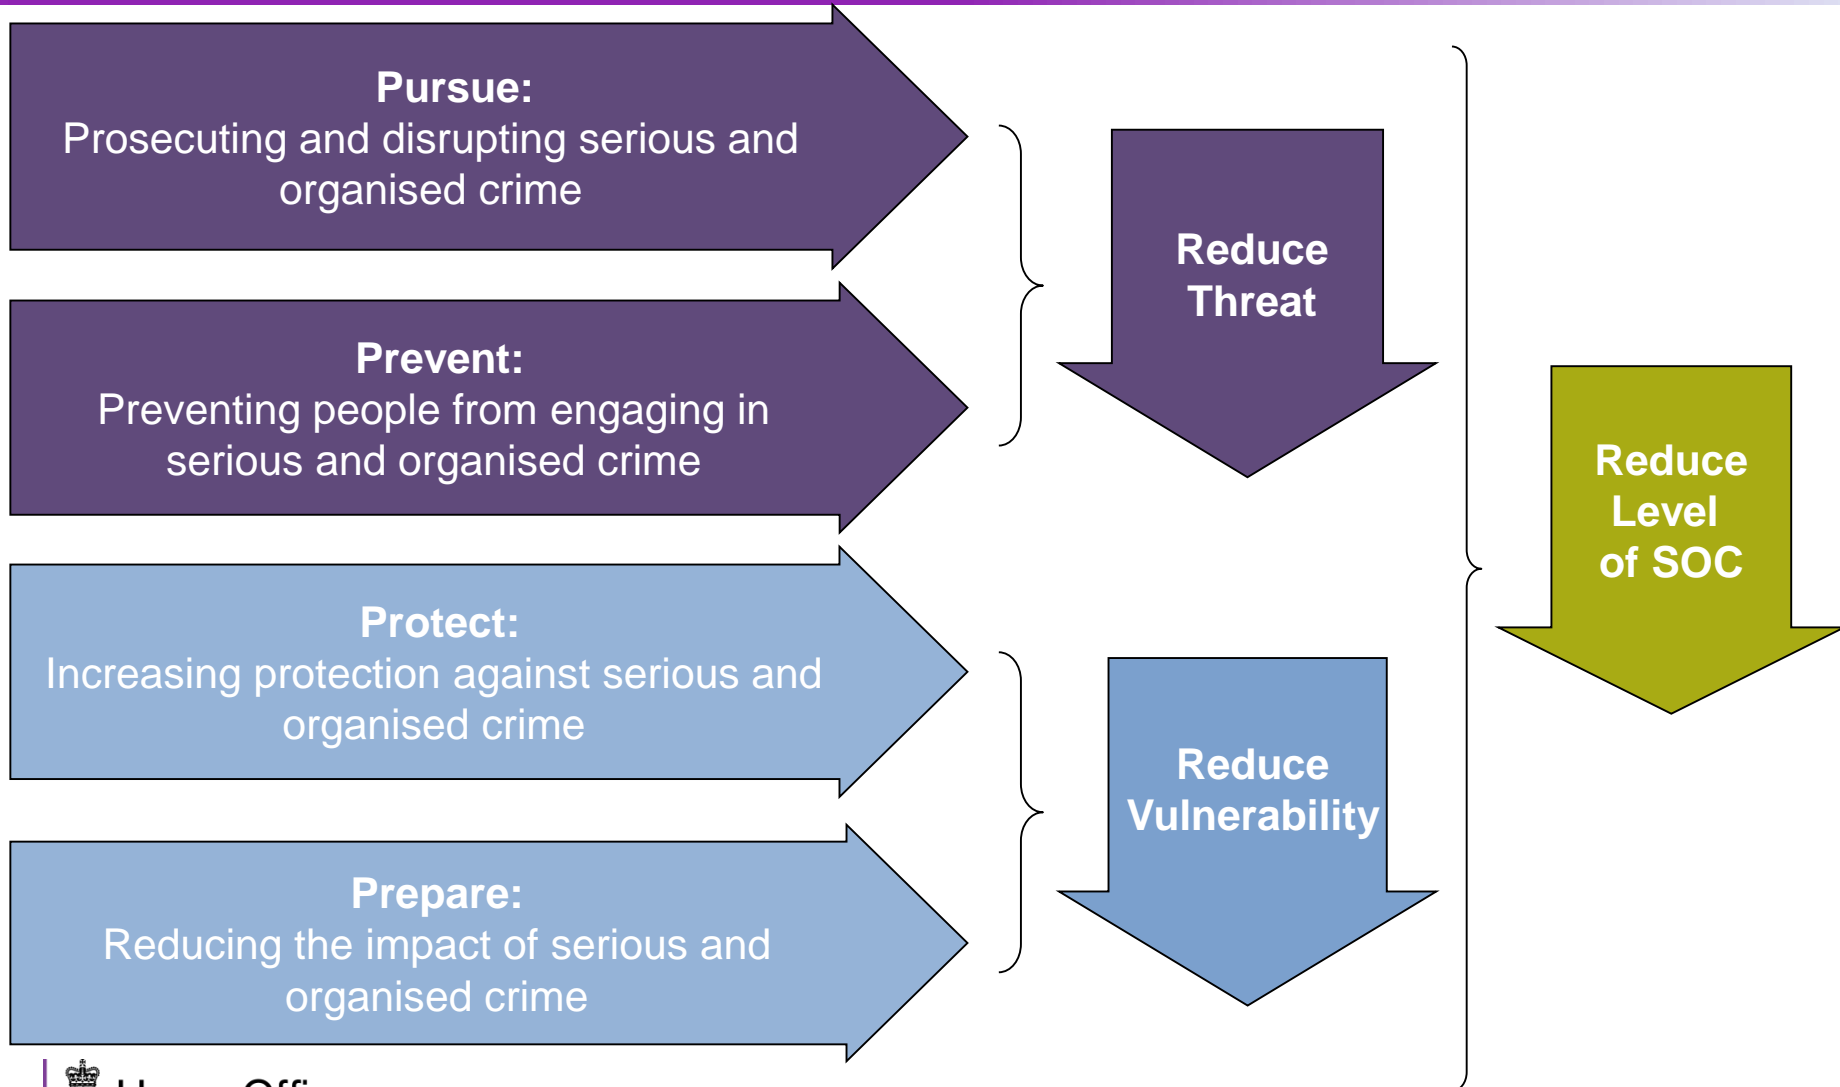 Pursue:
Prosecuting and disrupting serious and
organised crime
Prevent:
Preventing people from engaging in
serious and organised crime
Protect:
Increasing protection against serious and
organised crime
Prepare:
Reducing the impact of serious and
organised crime
Reduce
Threat
Reduce
Vulnerability
Reduce
Level
of SOC
Home Office